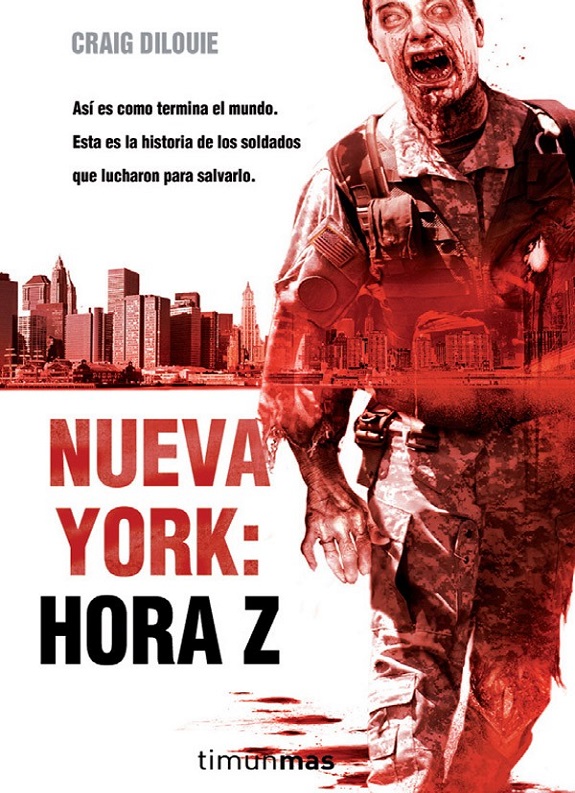 CRAIG DILOUIE
Así es como termina el mundo.
Esta es la historia de los soldados
que lucharon para salvarlo.
NUEVA
YORK:
HORA Z
timunmas